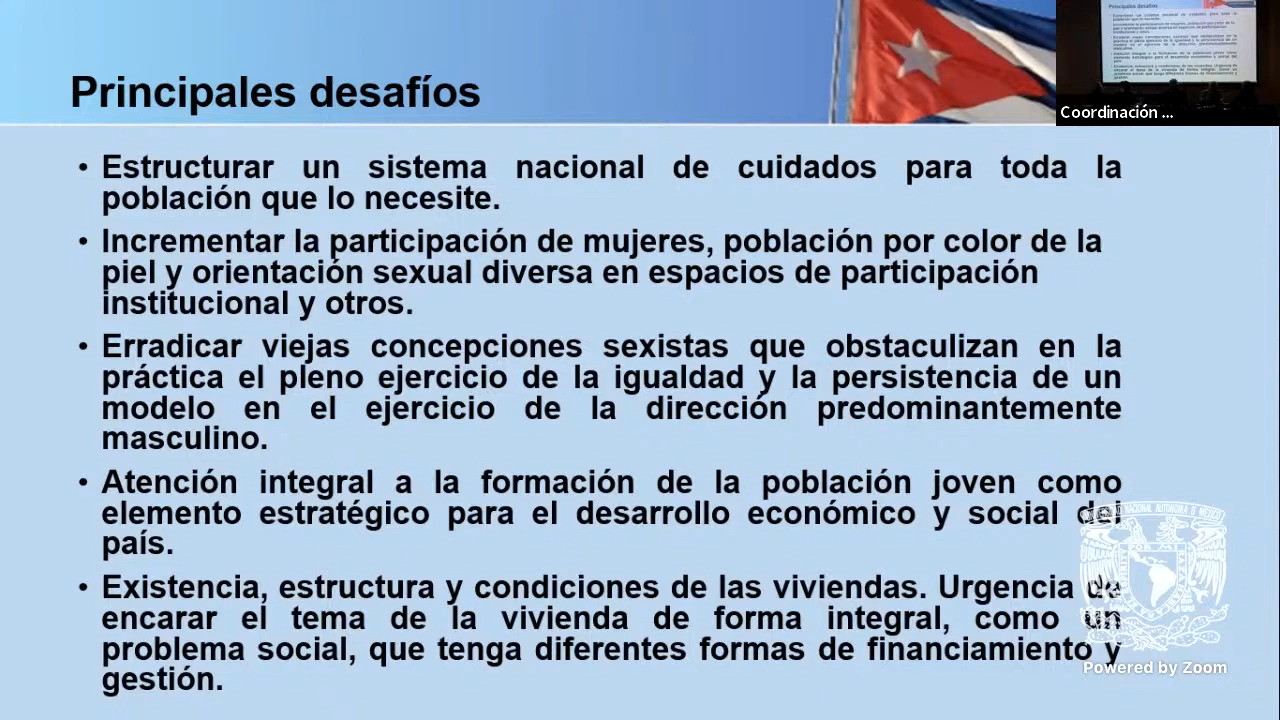 Principales desafíos
Coordinación ...
• Estructurar un sistema nacional de cuidados para toda la
población que lo necesite.
• Incrementar la participación de mujeres, población por color de la
piel y orientación sexual diversa en espacios de participación
institucional y otros.
• Erradicar viejas concepciones sexistas que obstaculizan en la
práctica el pleno ejercicio de la igualdad y la persistencia de un
modelo en el ejercicio de la dirección predominantemente
masculino.
• Atención integral a la formación de la población joven como
elemento estratégico para el desarrollo económico y social del
país.
• Existencia, estructura y condiciones de las viviendas. Urgencia de
encarar el tema de la vivienda de forma integral, como un
problema social, que tenga diferentes formas de financiamiento y
gestión.
Powered by Zoom